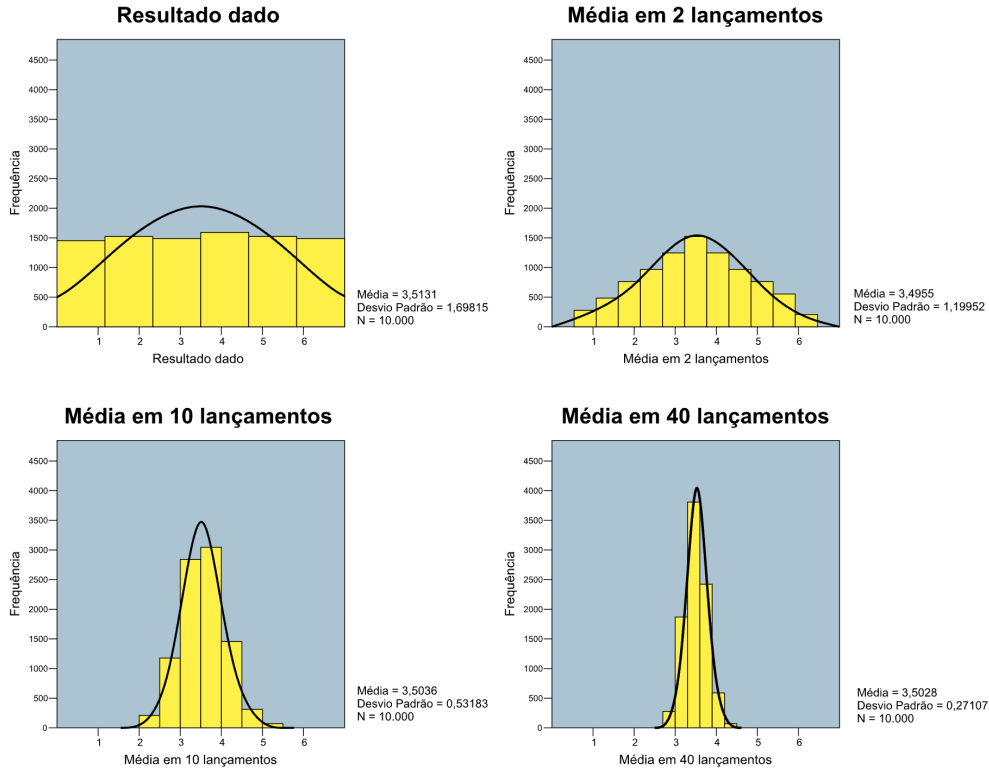 Resultado dado
Frequência
4500
4000
3500
3000
2500
2000
1500
1000
500
0
1 2 3 4 5 6
Resultado dado
Média = 3,5131
Desvio Padrão = 1,69815
N = 10.000
Média em 2 lançamentos
Frequência
4500
4000
3500
3000
2500
2000
1500
1000
500
0
1 2 3 4 5 6
Média em 2 lançamentos
Média = 3,4955
Desvio Padrão = 1,19952
N = 10.000
Média em 10 lançamentos
Frequência
4500
4000
3500
3000
2500
2000
1500
1000
500
0
1 2 3 4 5 6
Média em 10 lançamentos
Média = 3,5036
Desvio Padrão = 0,53183
N = 10.000
Média em 40 lançamentos
Frequência
4500
4000
3500
3000
2500
2000
1500
1000
500
0
1 2 3 4 5 6
Média em 40 lançamentos
Média = 3,5028
Desvio Padrão = 0,27107
N = 10.000